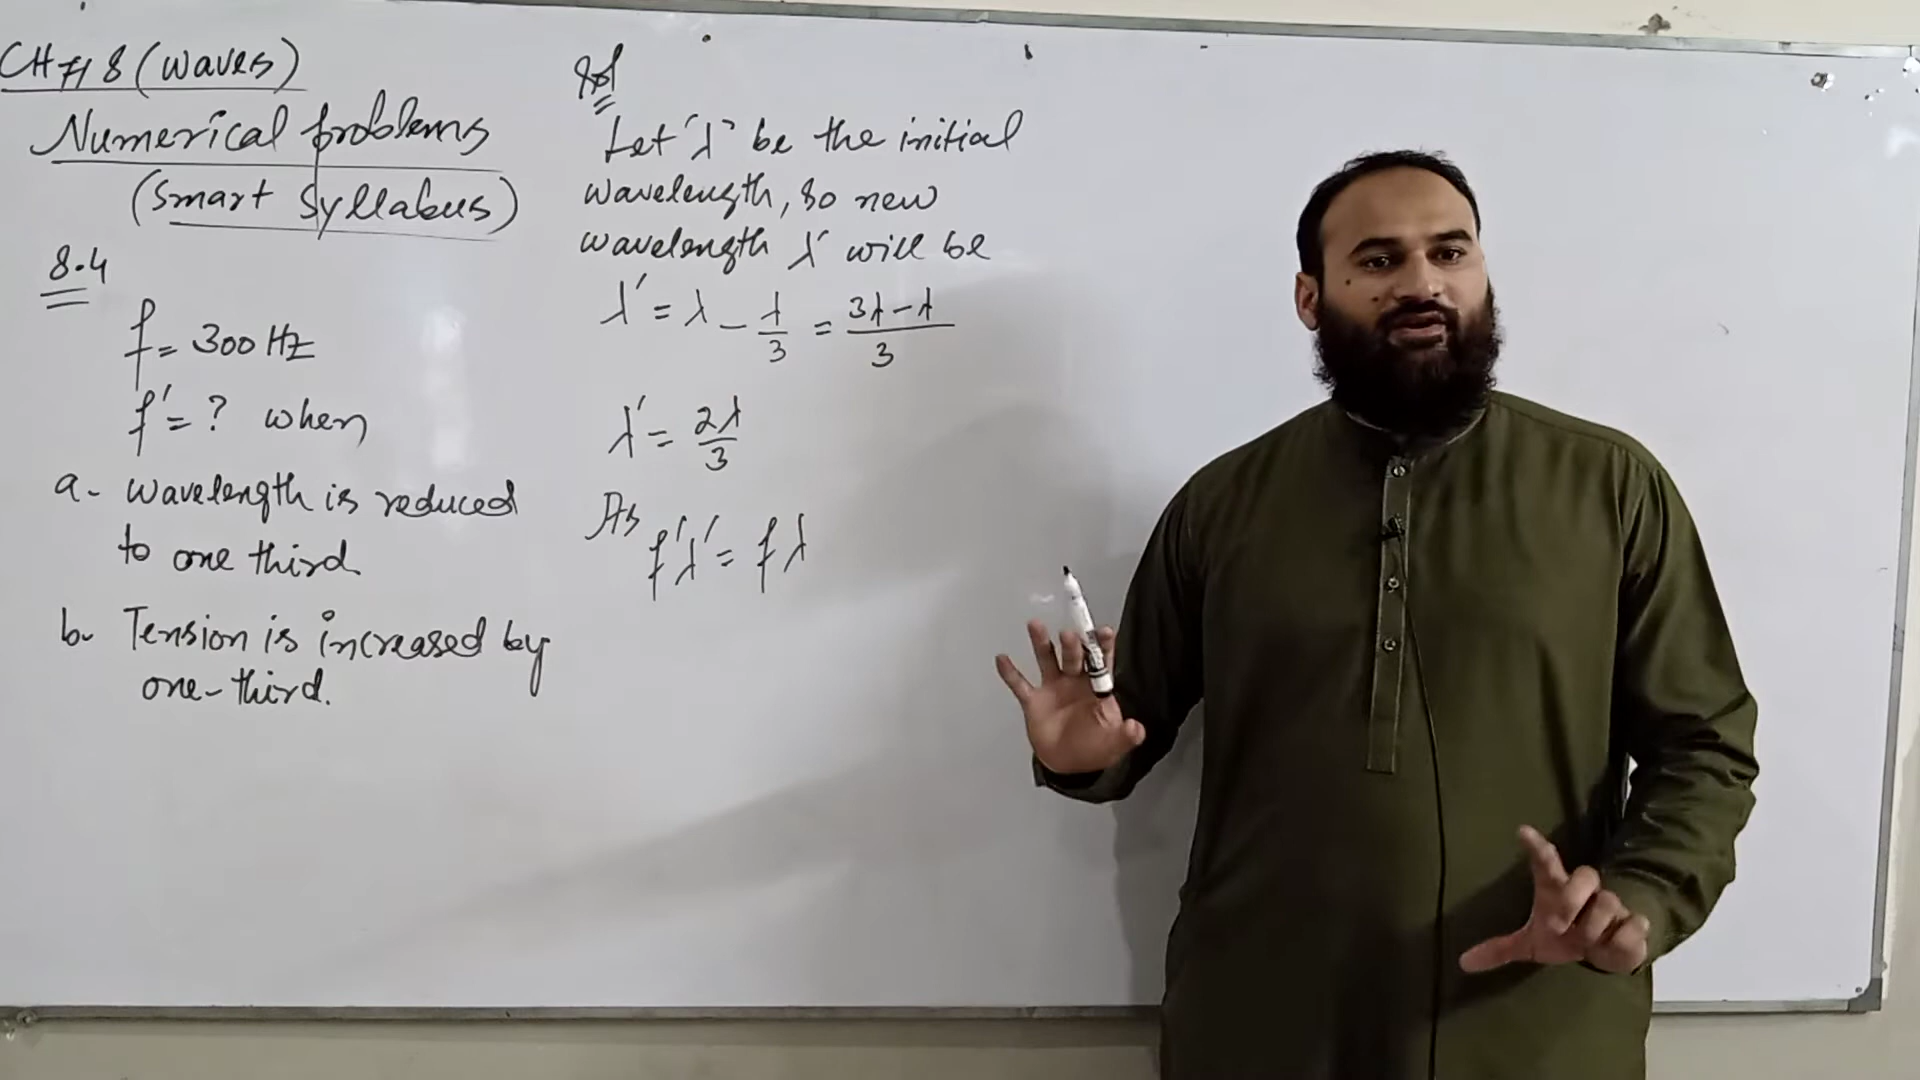 CH # 8 (waves)
Numerical problems
(Smart Syllabus)
8.4
f = 300 Hz
f' = ? when
a- wavelength is reduced
to one third.
b- Tension is increased by
one-third.
Sol
Let 'λ' be the initial
wavelength, so new
wavelength λ' will be
λ' = λ - λ/3 = 3λ-λ/3
λ' = 2λ/3
As
f'λ' = fλ